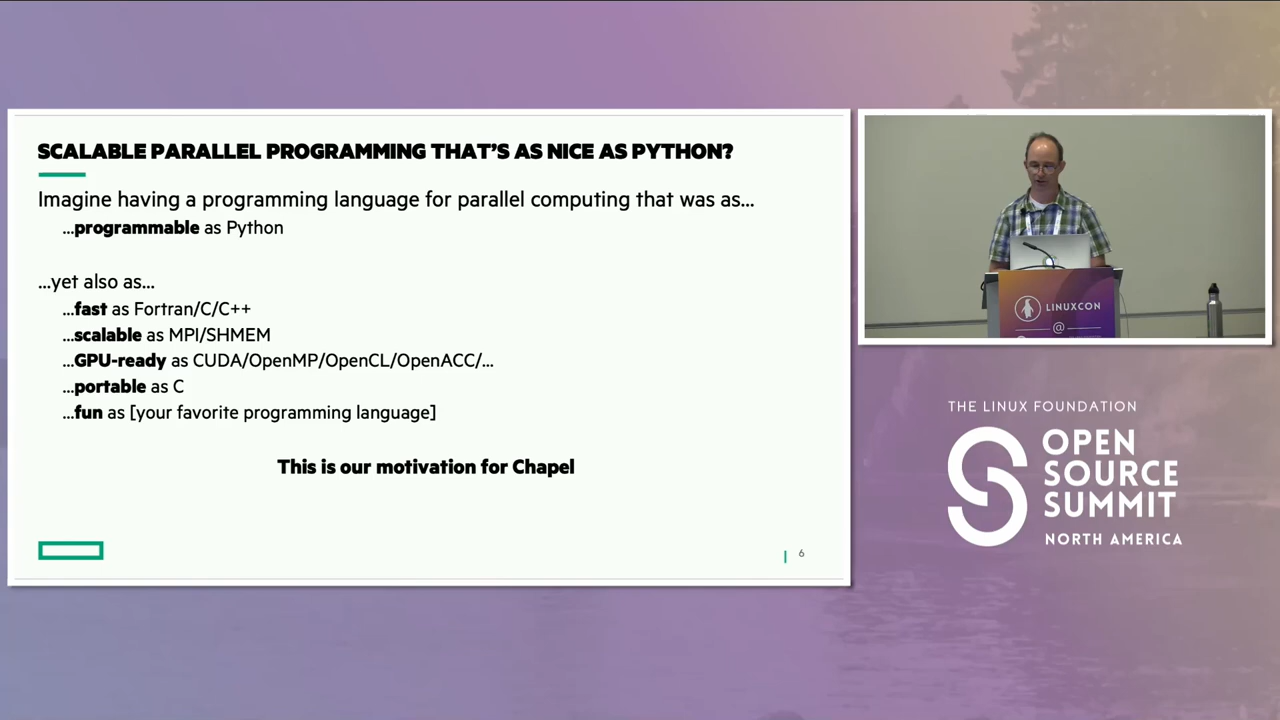 SCALABLE PARALLEL PROGRAMMING THAT'S AS NICE AS PYTHON?
Imagine having a programming language for parallel computing that was as...
...programmable as Python
...yet also as...
...fast as Fortran/C/C++
...scalable as MPI/SHMEM
...GPU-ready as CUDA/OpenMP/OpenCL/OpenACC/...
...portable as C
...fun as [your favorite programming language]
This is our motivation for Chapel
6
LINUXCON
@
THE LINUX FOUNDATION
OPEN
SOURCE
SUMMIT
NORTH AMERICA